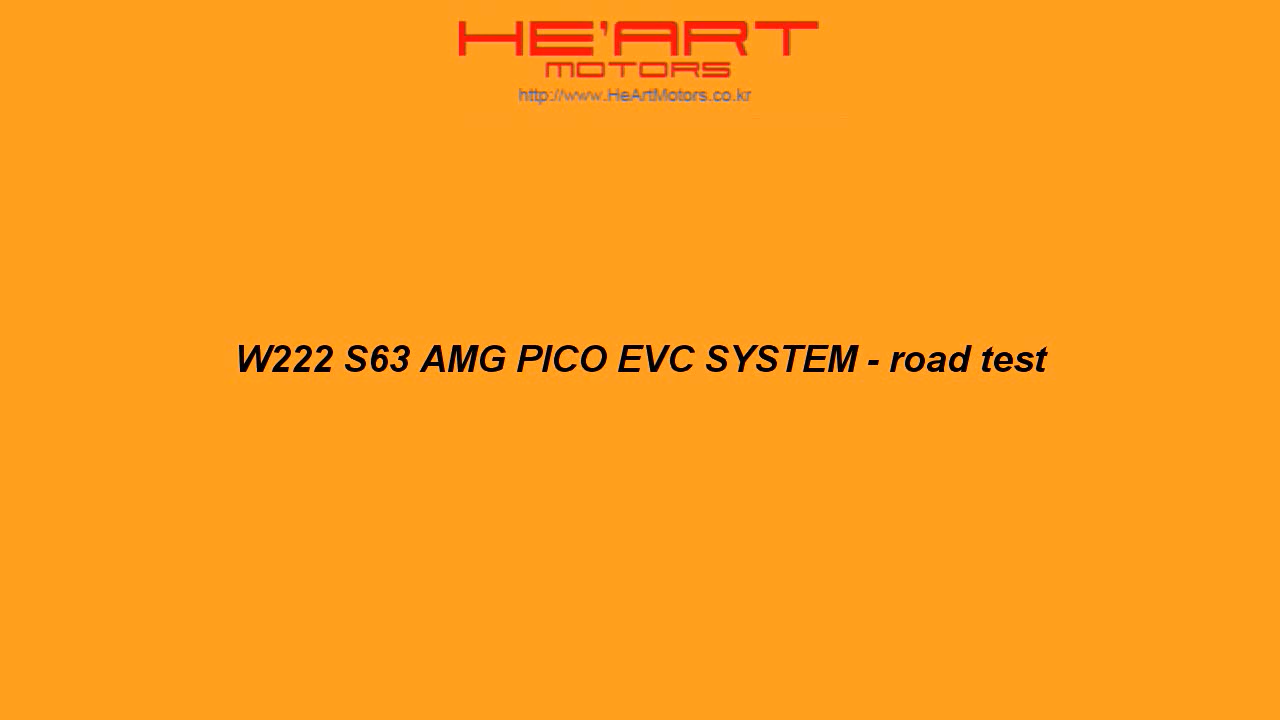 HE'ART
MOTORS
http://www.HeArtMotors.co.kr
W222 S63 AMG PICO EVC SYSTEM - road test